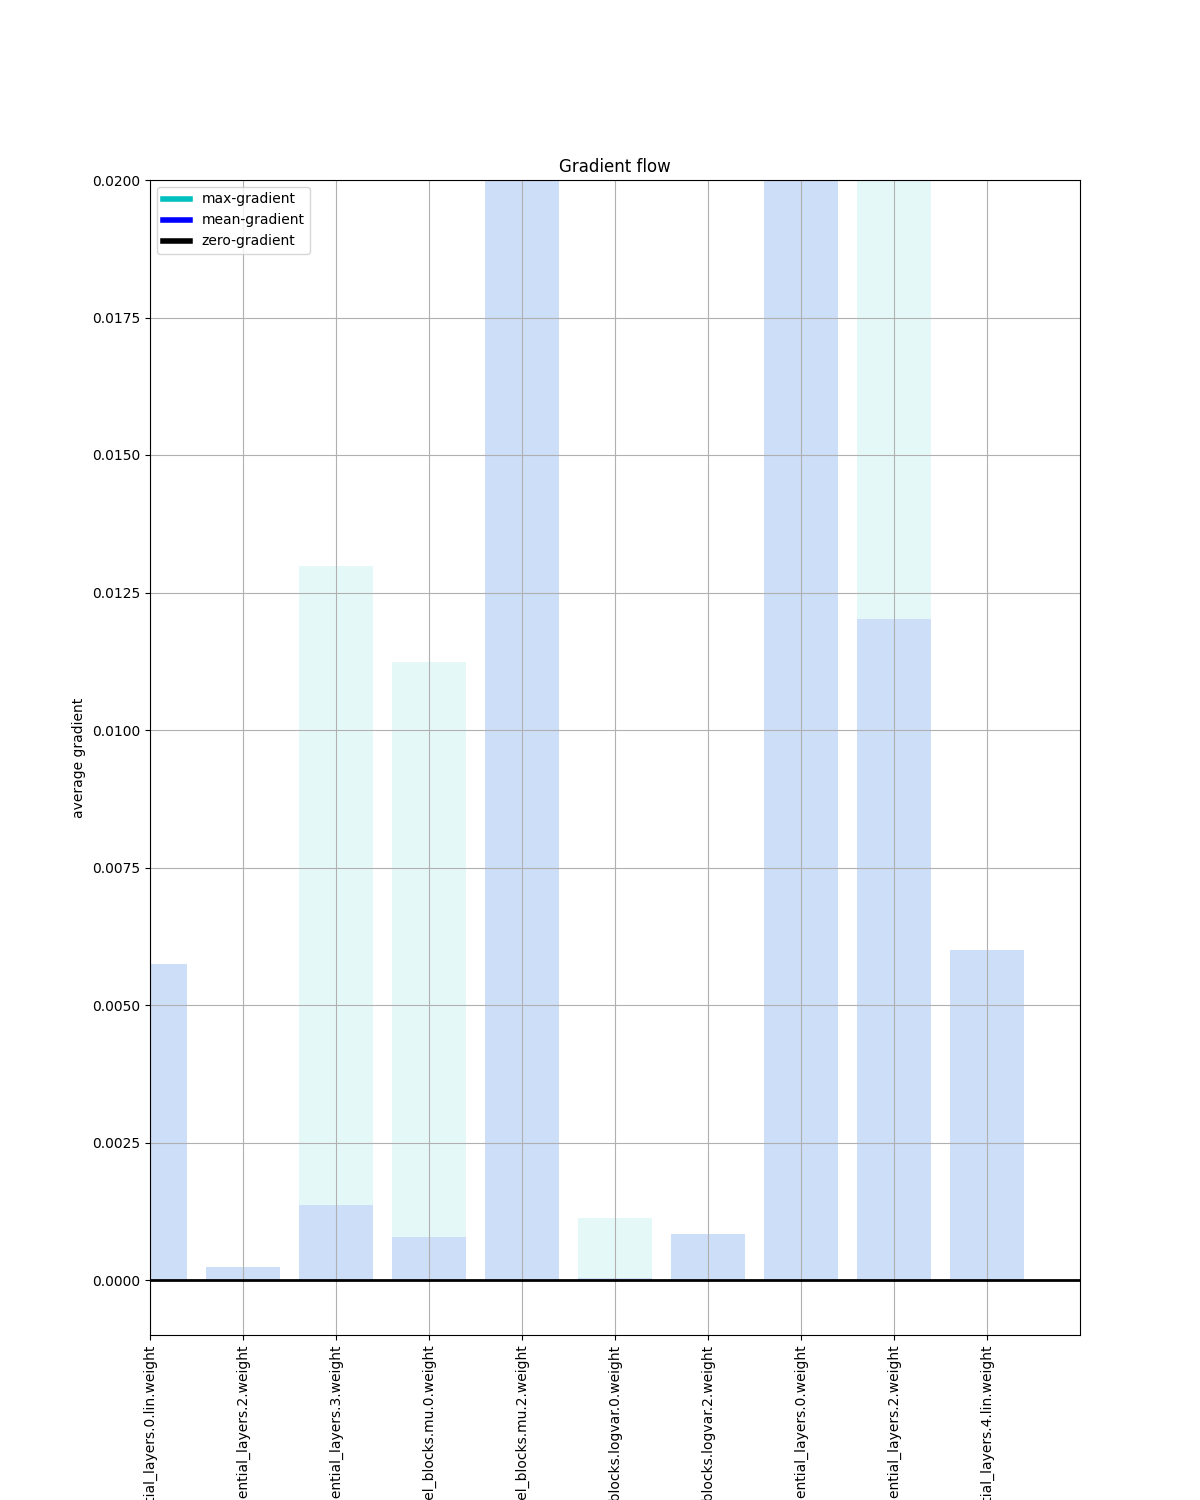 Gradient flow
max-gradient
mean-gradient
zero-gradient
0.0200
0.0175
0.0150
0.0125
0.0100
0.0075
0.0050
0.0025
0.0000
average gradient
tial_layers.0.lin.weight
ential_layers.2.weight
ential_layers.3.weight
el_blocks.mu.0.weight
el_blocks.mu.2.weight
blocks.logvar.0.weight
blocks.logvar.2.weight
ential_layers.0.weight
ential_layers.2.weight
tial_layers.4.lin.weight